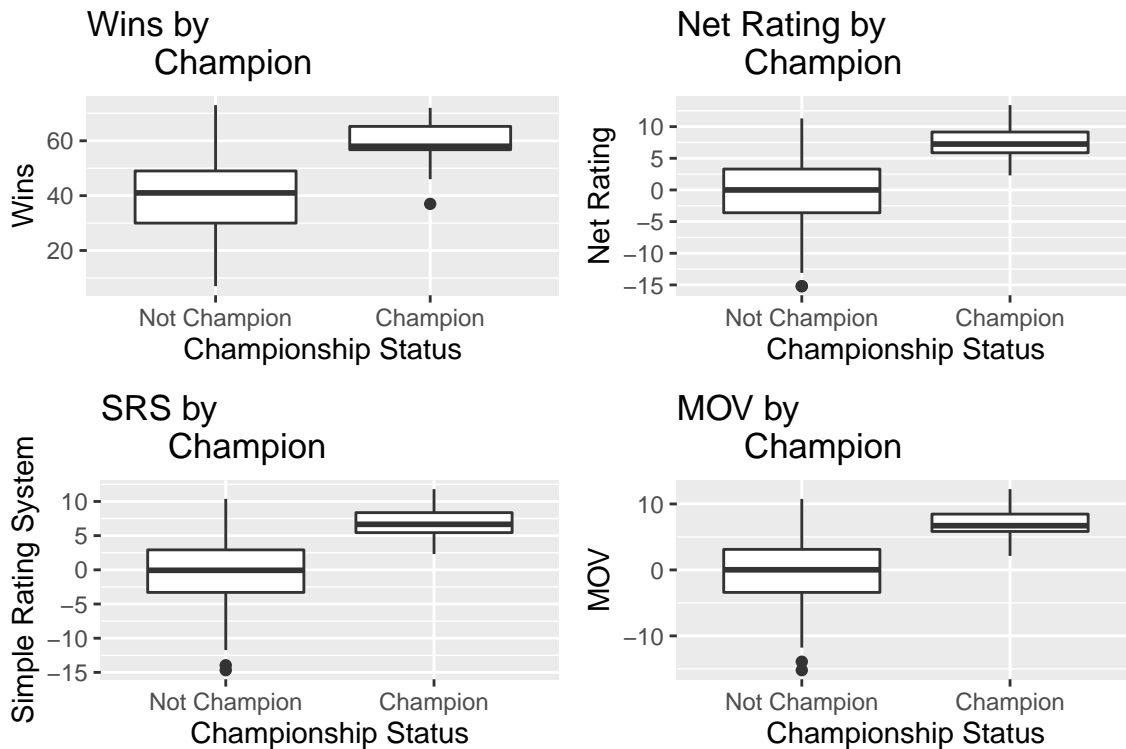 Wins by
Champion
Wins
60
40
20
Not Champion
Champion
Championship Status
Net Rating by
Champion
Net Rating
10
5
0
−5
−10
−15
Not Champion
Champion
Championship Status
SRS by
Champion
Simple Rating System
10
5
0
−5
−10
−15
Not Champion
Champion
Championship Status
MOV by
Champion
MOV
10
0
−10
Not Champion
Champion
Championship Status